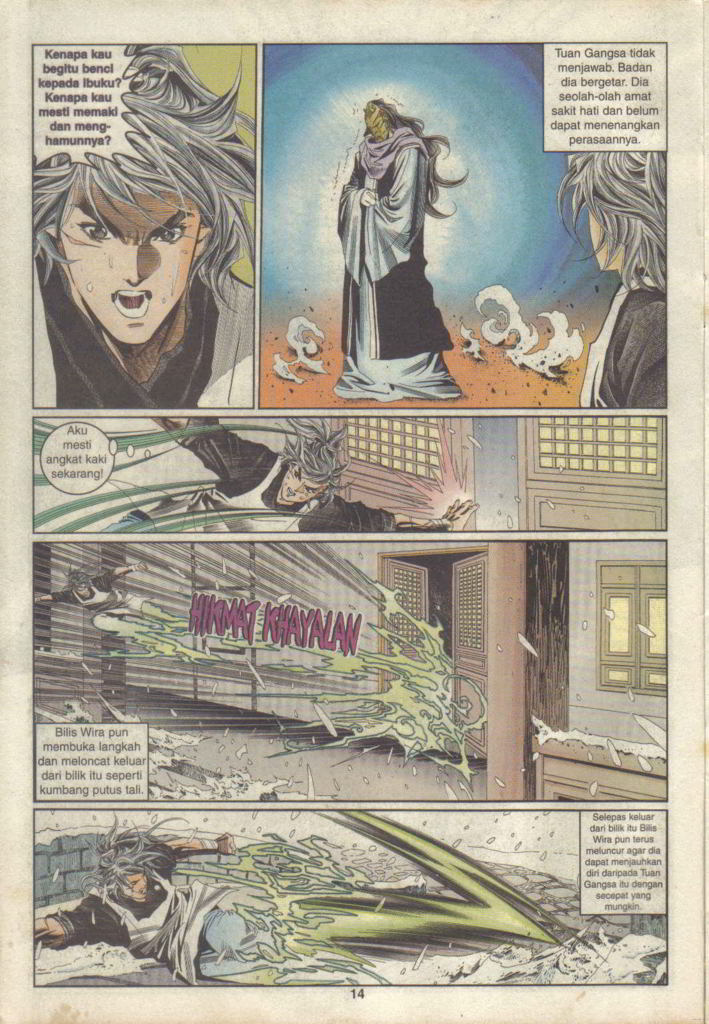 Kenapa kau
begitu benci
kepada ibuku?
Kenapa kau
mesti memaki
dan meng-
hamunnya?
Tuan Gangsa tidak
menjawab. Badan
dia bergetar. Dia
seolah-olah amat
sakit hati dan belum
dapat menenangkan
perasaannya.
Aku
mesti
angkat kaki
sekarang!
HIKMAT KHAYALAN
Bilis Wira pun
membuka langkah
dan meloncat keluar
dari bilik itu seperti
kumbang putus tali.
Selepas keluar
dari bilik itu Bilis
Wira pun terus
meluncur agar dia
dapat menjauhkan
diri daripada Tuan
Gangsa itu dengan
secepat yang
mungkin.
14